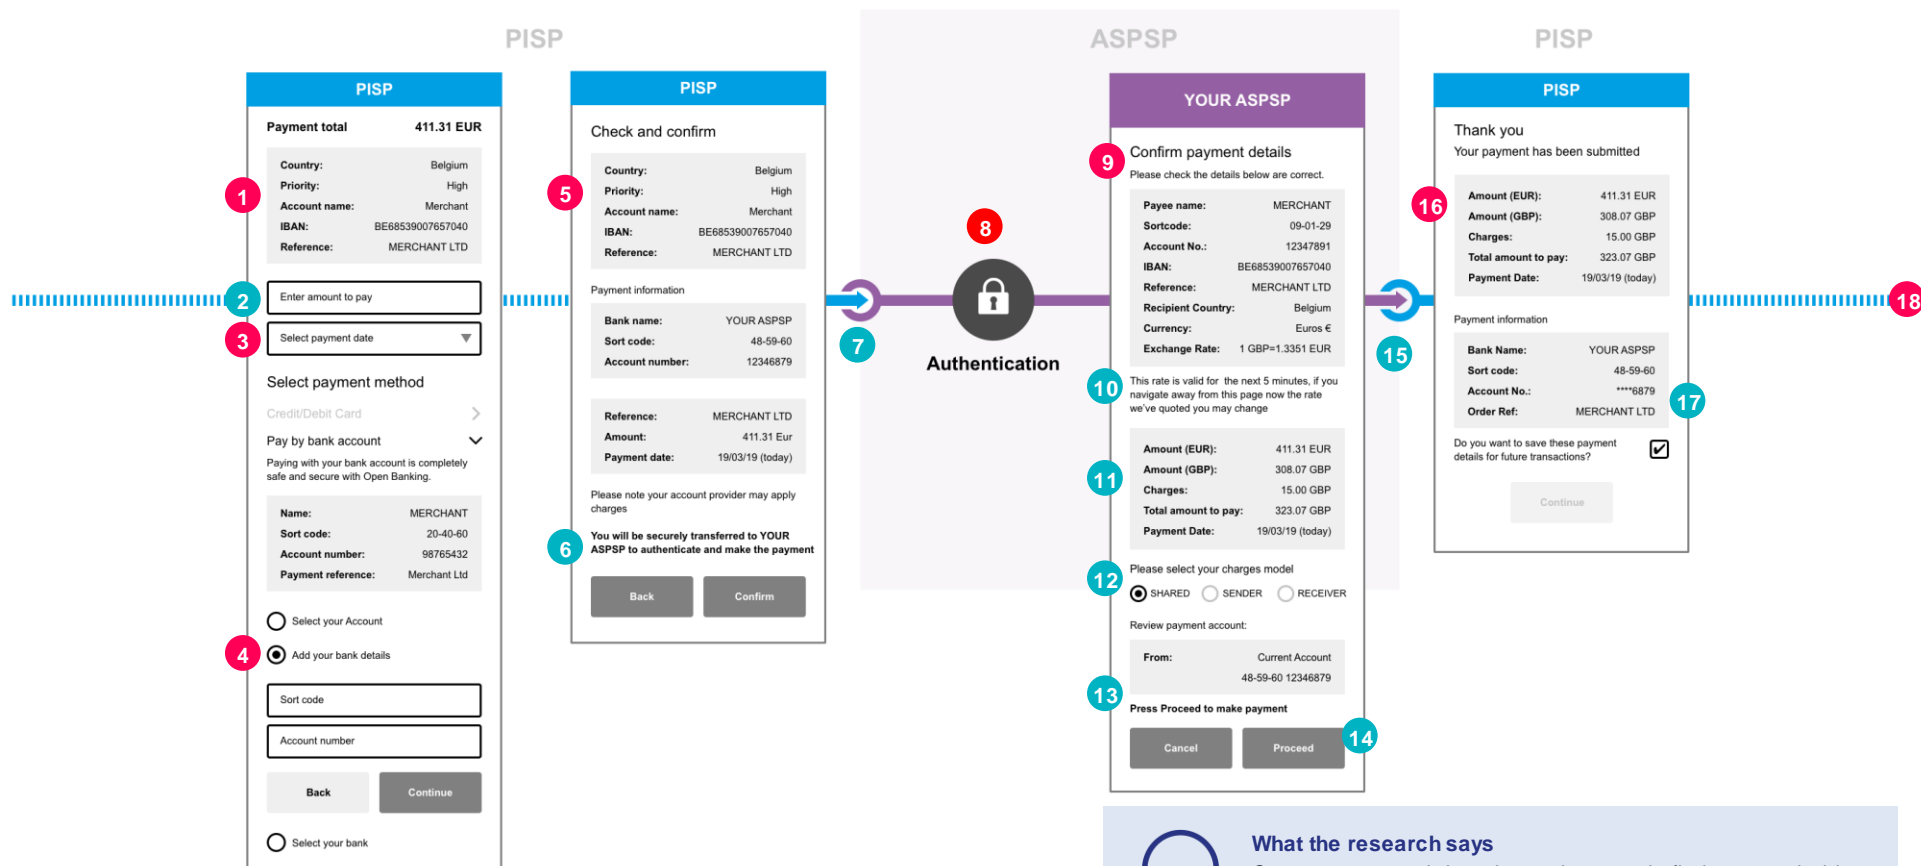 PISP
ASPSP
PISP
PISP
Payment total 411.31 EUR
Country: Belgium
Priority: High
Account name: Merchant
IBAN: BE68539007657040
Reference: MERCHANT LTD
1
2
Enter amount to pay
3
Select payment date
Select payment method
Credit/Debit Card
Pay by bank account
Paying with your bank account is completely
safe and secure with Open Banking.
Name: MERCHANT
Sort code: 20-40-60
Account number: 98765432
Payment reference: Merchant Ltd
Select your Account
4
Add your bank details
Sort code
Account number
Back Continue
Select your bank
PISP
Check and confirm
5
Country: Belgium
Priority: High
Account name: Merchant
IBAN: BE68539007657040
Reference: MERCHANT LTD
Payment information
Bank name: YOUR ASPSP
Sort code: 48-59-60
Account number: 12346879
Reference: MERCHANT LTD
Amount: 411.31 Eur
Payment date: 19/03/19 (today)
Please note your account provider may apply
charges
6
You will be securely transferred to YOUR
ASPSP to authenticate and make the payment
Back Confirm
7
8
Authentication
YOUR ASPSP
9
Confirm payment details
Please check the details below are correct.
Payee name: MERCHANT
Sortcode: 09-01-29
Account No.: 12347891
IBAN: BE68539007657040
Reference: MERCHANT LTD
Recipient Country: Belgium
Currency: Euros €
Exchange Rate: 1 GBP=1.3351 EUR
10
This rate is valid for the next 5 minutes, if you
navigate away from this page now the rate
we've quoted you may change
11
Amount (EUR): 411.31 EUR
Amount (GBP): 308.07 GBP
Charges: 15.00 GBP
Total amount to pay: 323.07 GBP
Payment Date: 19/03/19 (today)
12
Please select your charges model
SHARED SENDER RECEIVER
Review payment account:
From: Current Account
48-59-60 12346879
13
Press Proceed to make payment
Cancel Proceed
14
15
PISP
Thank you
Your payment has been submitted
16
Amount (EUR): 411.31 EUR
Amount (GBP): 308.07 GBP
Charges: 15.00 GBP
Total amount to pay: 323.07 GBP
Payment Date: 19/03/19 (today)
Payment information
Bank Name: YOUR ASPSP
Sort code: 48-59-60
Account No.: ****6879
Order Ref: MERCHANT LTD
17
Do you want to save these payment
details for future transactions?
Continue
18
What the research says